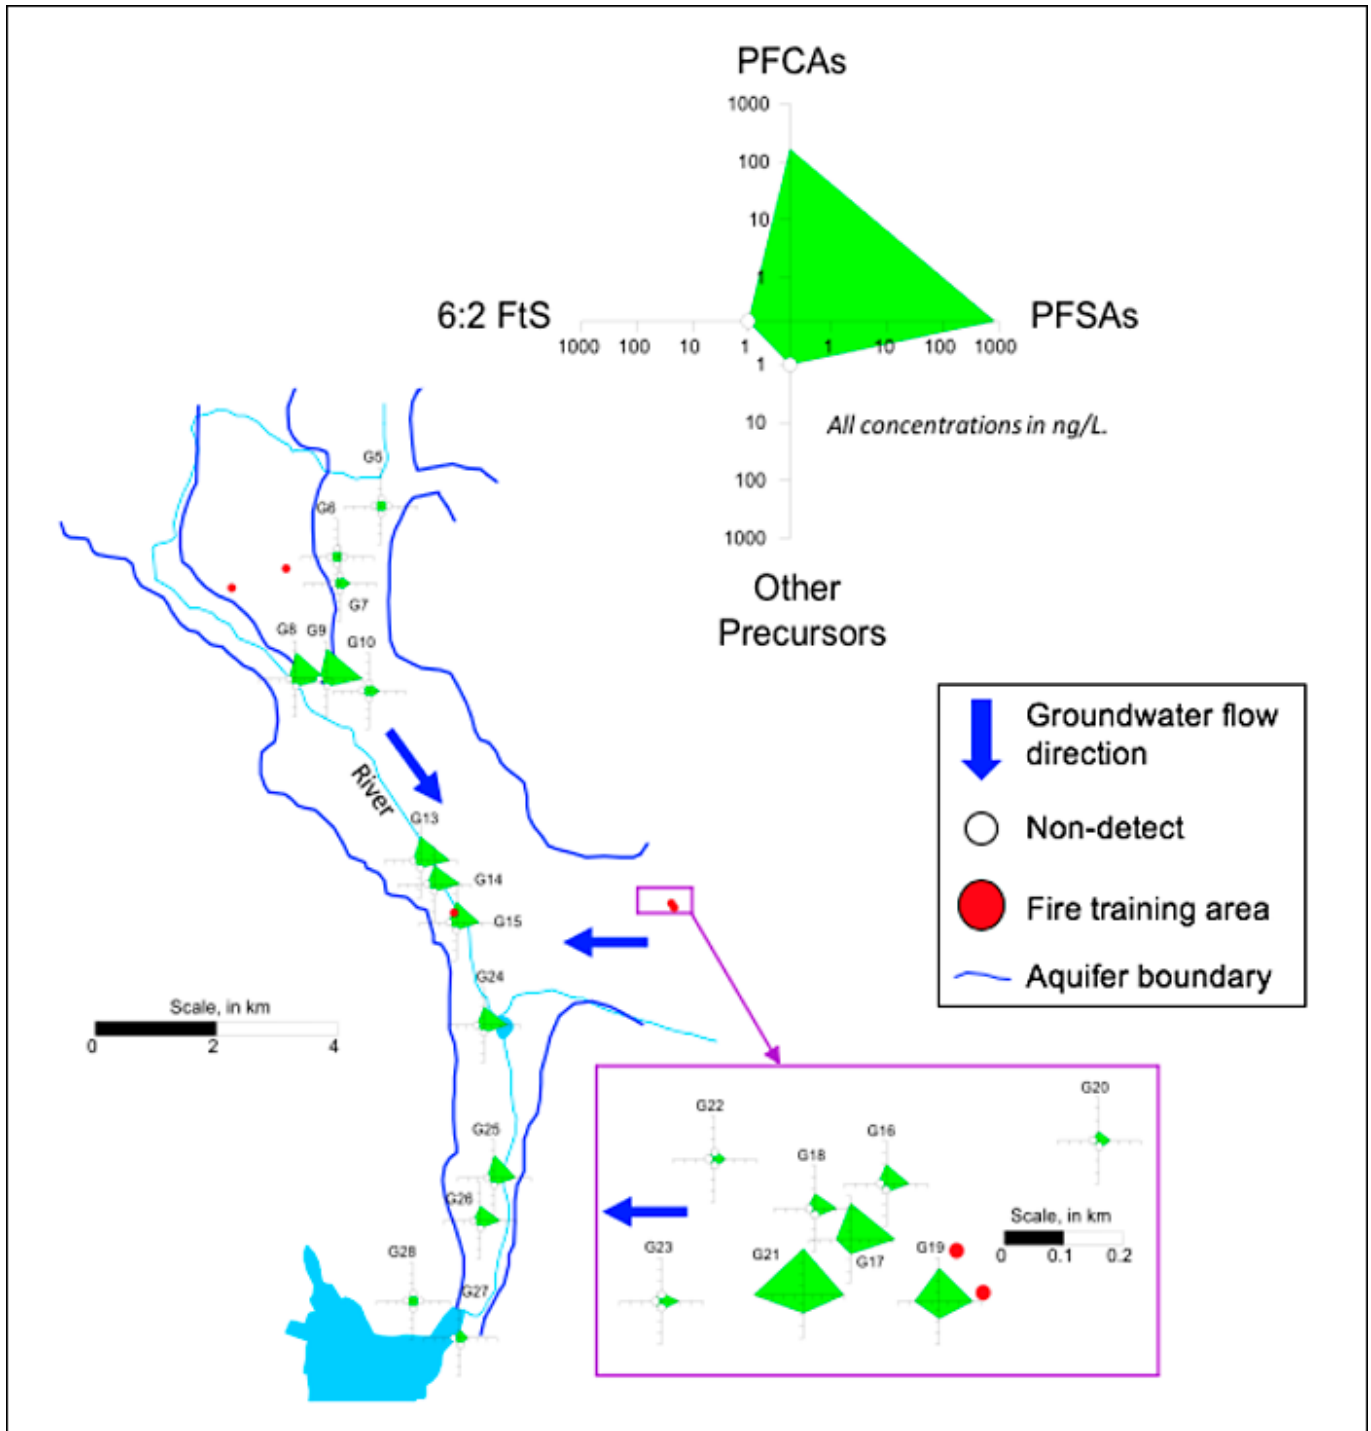 PFCAs
1000
100
10
1
6:2 FtS
PFSAs
1000 100 10 1 1 10 100 1000
1
10
All concentrations in ng/L.
100
1000
Other
Precursors
G5
G6
G7
G8 G9 G10
River
G13
G14
G15
G24
G25
G26
G27
G28
Scale, in km
0 2 4
Groundwater flow
direction
Non-detect
Fire training area
Aquifer boundary
G20
G22
G16
G18
Scale, in km
0 0.1 0.2
G23
G21
G17
G19